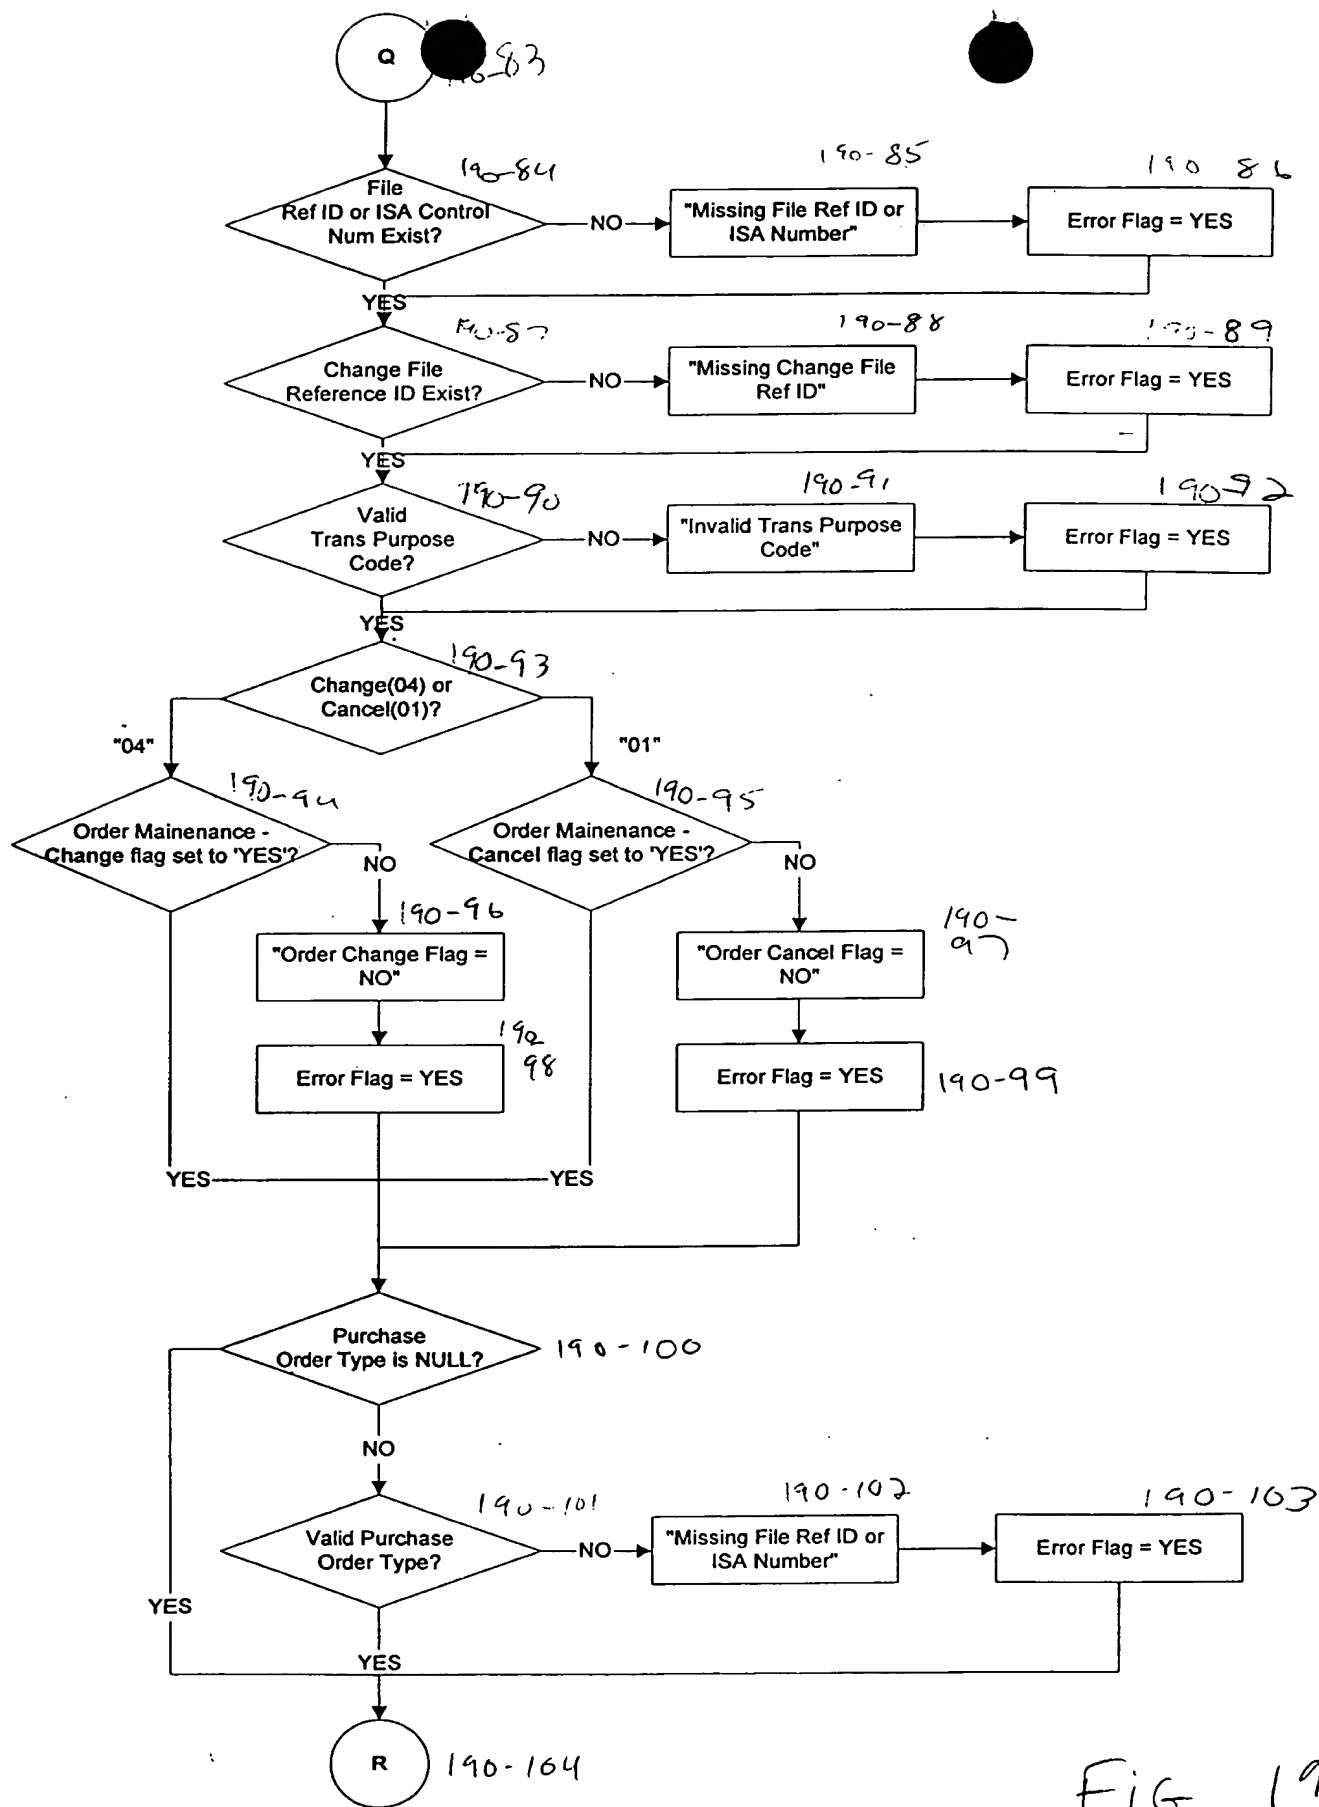 Q
190-83
File
Ref ID or ISA Control
Num Exist?
190-84
NO
"Missing File Ref ID or
ISA Number"
190-85
Error Flag = YES
190 86
YES
Change File
Reference ID Exist?
190-87
NO
"Missing Change File
Ref ID"
190-88
Error Flag = YES
190-89
YES
Valid
Trans Purpose
Code?
190-90
NO
"Invalid Trans Purpose
Code"
190-91
Error Flag = YES
190-92
YES
Change(04) or
Cancel(01)?
190-93
"04"
"01"
Order Mainenance -
Change flag set to 'YES'?
190-94
NO
Order Mainenance -
Cancel flag set to 'YES'?
190-95
NO
"Order Change Flag =
NO"
190-96
"Order Cancel Flag =
NO"
190-
97
Error Flag = YES
190
98
Error Flag = YES
190-99
YES
YES
Purchase
Order Type is NULL?
190-100
NO
Valid Purchase
Order Type?
190-101
NO
"Missing File Ref ID or
ISA Number"
190-102
Error Flag = YES
190-103
YES
YES
R
190-104
FIG 19